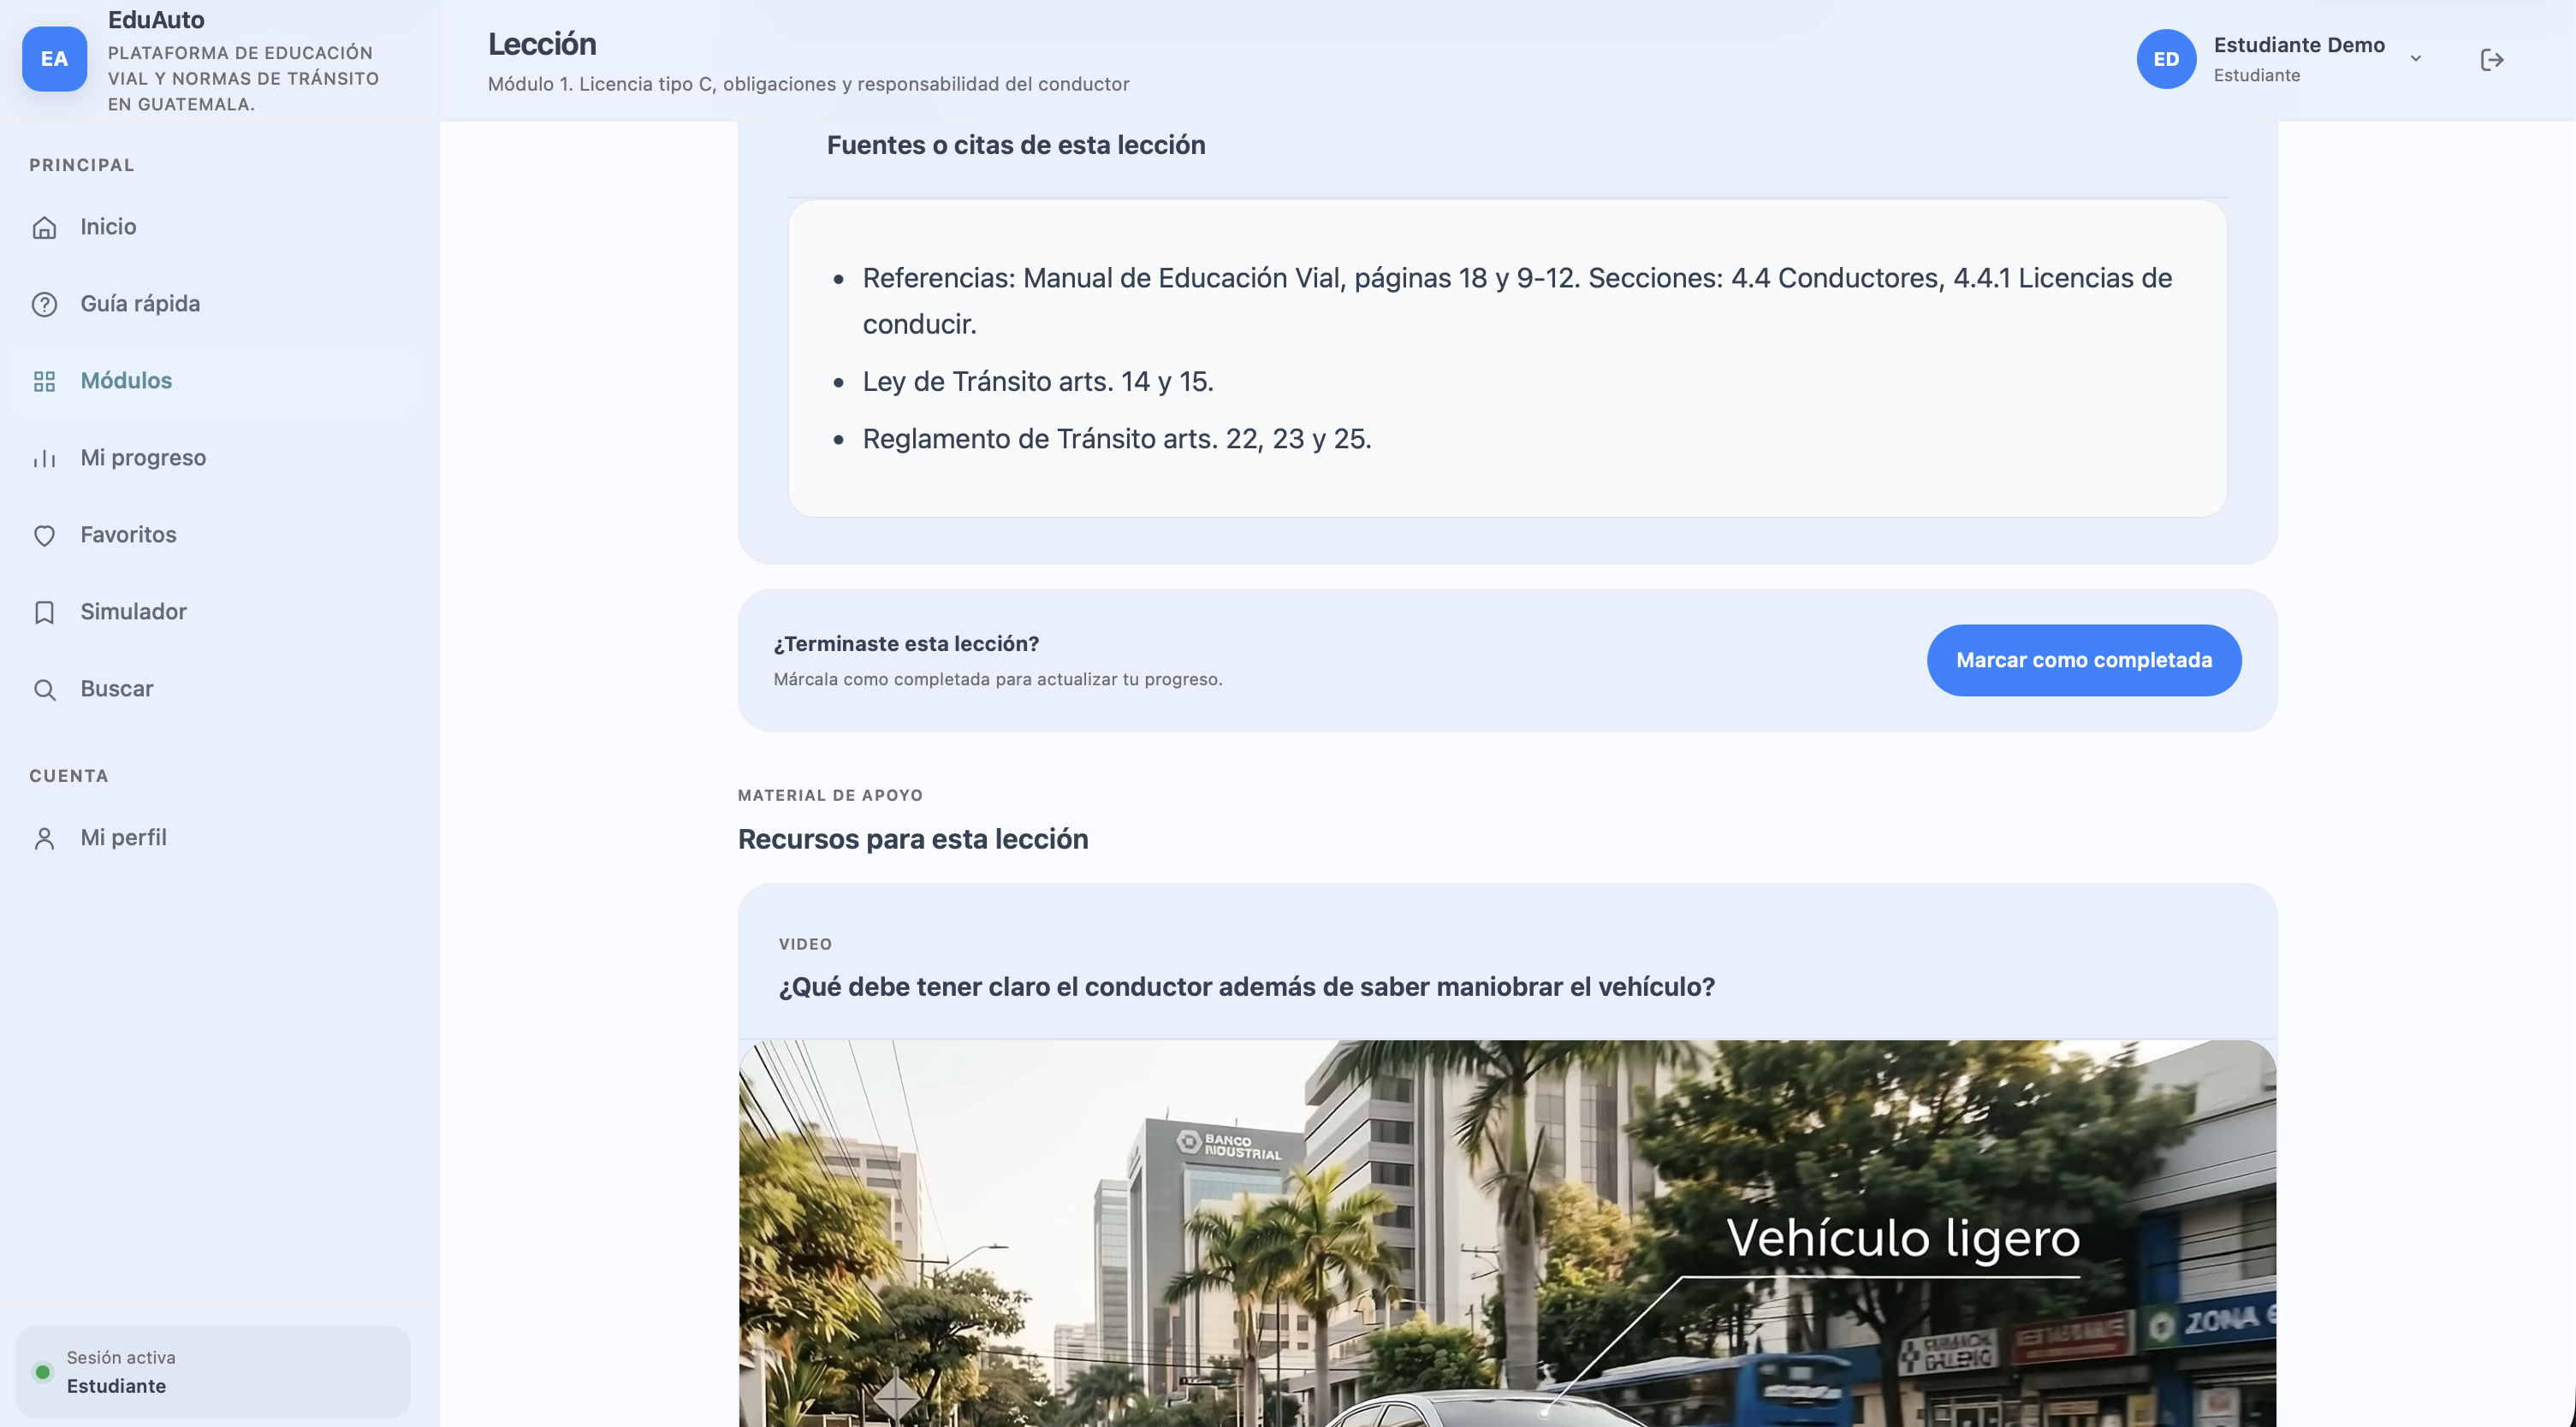 EA
EduAuto
PLATAFORMA DE EDUCACIÓN
VIAL Y NORMAS DE TRÁNSITO
EN GUATEMALA.
PRINCIPAL
Inicio
Guía rápida
Módulos
Mi progreso
Favoritos
Simulador
Buscar
CUENTA
Mi perfil
Sesión activa
Estudiante
Lección
Módulo 1. Licencia tipo C, obligaciones y responsabilidad del conductor
ED
Estudiante Demo
Estudiante
Fuentes o citas de esta lección
• Referencias: Manual de Educación Vial, páginas 18 y 9-12. Secciones: 4.4 Conductores, 4.4.1 Licencias de
conducir.
• Ley de Tránsito arts. 14 y 15.
• Reglamento de Tránsito arts. 22, 23 y 25.
¿Terminaste esta lección?
Márcala como completada para actualizar tu progreso.
Marcar como completada
MATERIAL DE APOYO
Recursos para esta lección
VIDEO
¿Qué debe tener claro el conductor además de saber maniobrar el vehículo?
BANCO
Vehículo ligero
ZONA